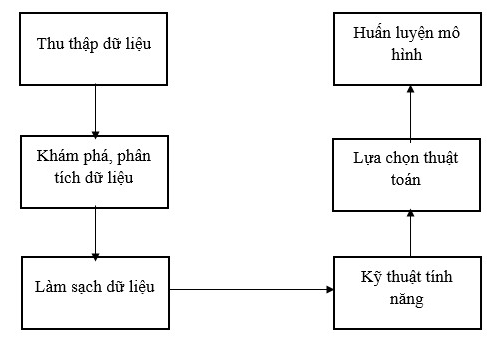 Thu thập dữ liệu
Khám phá, phân
tích dữ liệu
Làm sạch dữ liệu
Kỹ thuật tính
năng
Lựa chọn thuật
toán
Huấn luyện mô
hình